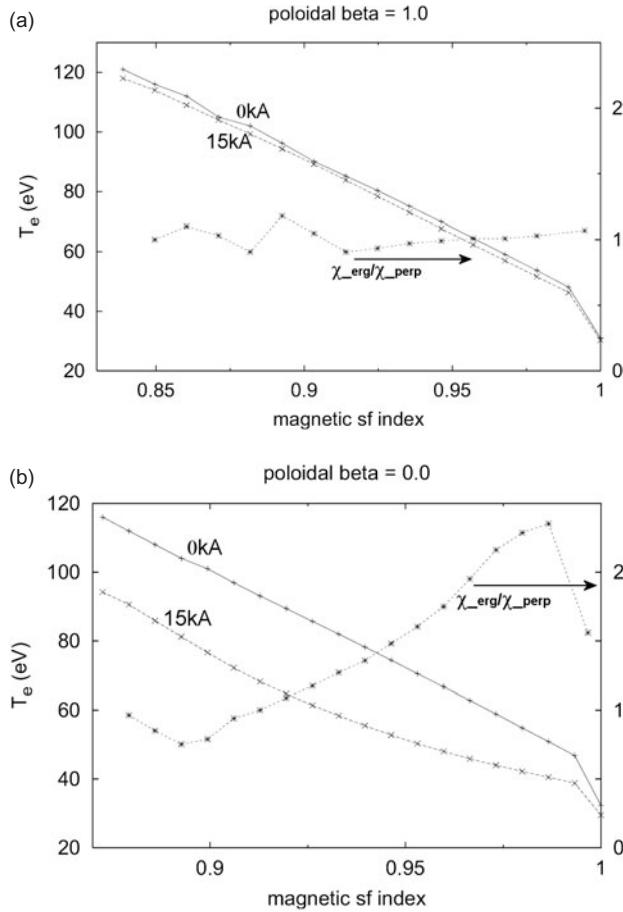 (a)
poloidal beta = 1.0
120
100
80
60
40
20
T_e (eV)
0kA
15kA
χ_erg/χ_perp
2
1
0
0.85
0.9
0.95
1
magnetic sf index
(b)
poloidal beta = 0.0
120
100
80
60
40
20
T_e (eV)
0kA
15kA
χ_erg/χ_perp
2
1
0
0.9
0.95
1
magnetic sf index